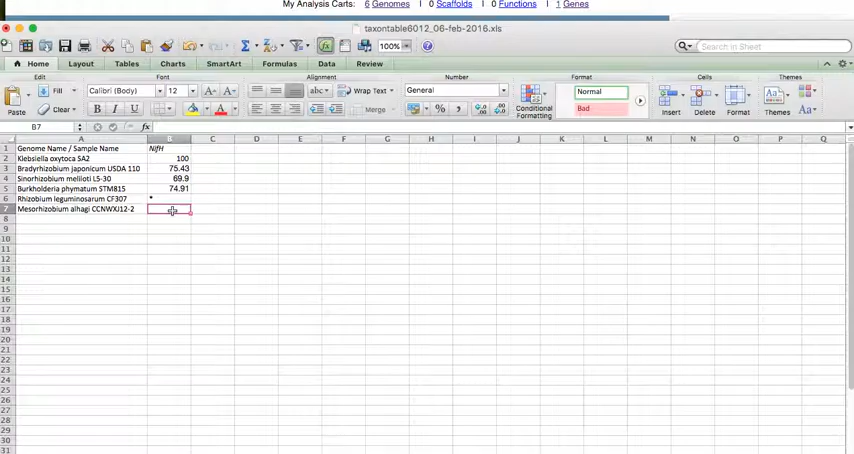 My Analysis Carts: 6 Genomes | 0 Scaffolds | 0 Functions | 1 Genes
taxontable6012_06-feb-2016.xls
100%
Search in Sheet
Home Layout Tables Charts SmartArt Formulas Data Review
Edit Font Alignment Number Format Cells Themes
Fill Calibri (Body) 12 A A abc Wrap Text General Normal
Paste Clear B I U A Merge % Conditional Formatting Bad Insert Delete Format Themes Aa
B7 fx
A B C D E F G H I J K L M N O P Q
1 Genome Name / Sample Name NifH
2 Klebsiella oxytoca SA2 100
3 Bradyrhizobium japonicum USDA 110 75.43
4 Sinorhizobium meliloti L5-30 69.9
5 Burkholderia phymatum STM815 74.91
6 Rhizobium leguminosarum CF307 *
7 Mesorhizobium alhagi CCNWXJ12-2
8
9
10
11
12
13
14
15
16
17
18
19
20
21
22
23
24
25
26
27
28
29
30
31